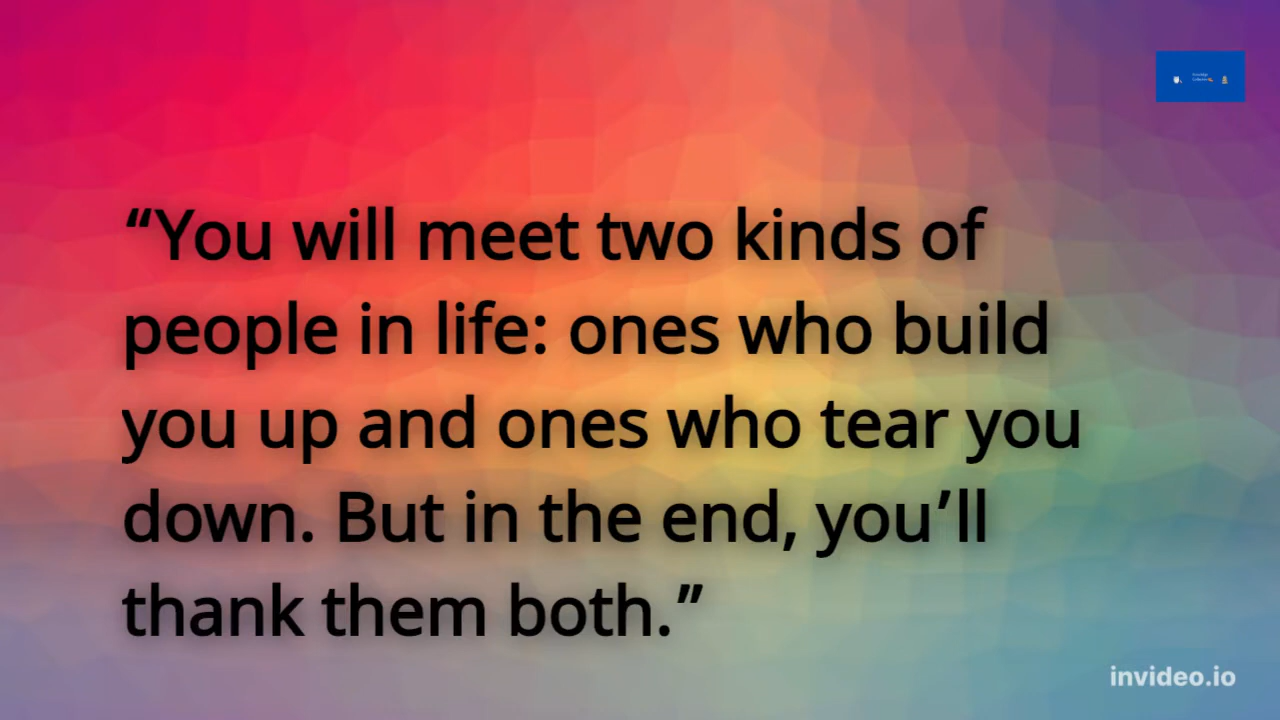 “You will meet two kinds of
people in life: ones who build
you up and ones who tear you
down. But in the end, you’ll
thank them both.”
invideo.io